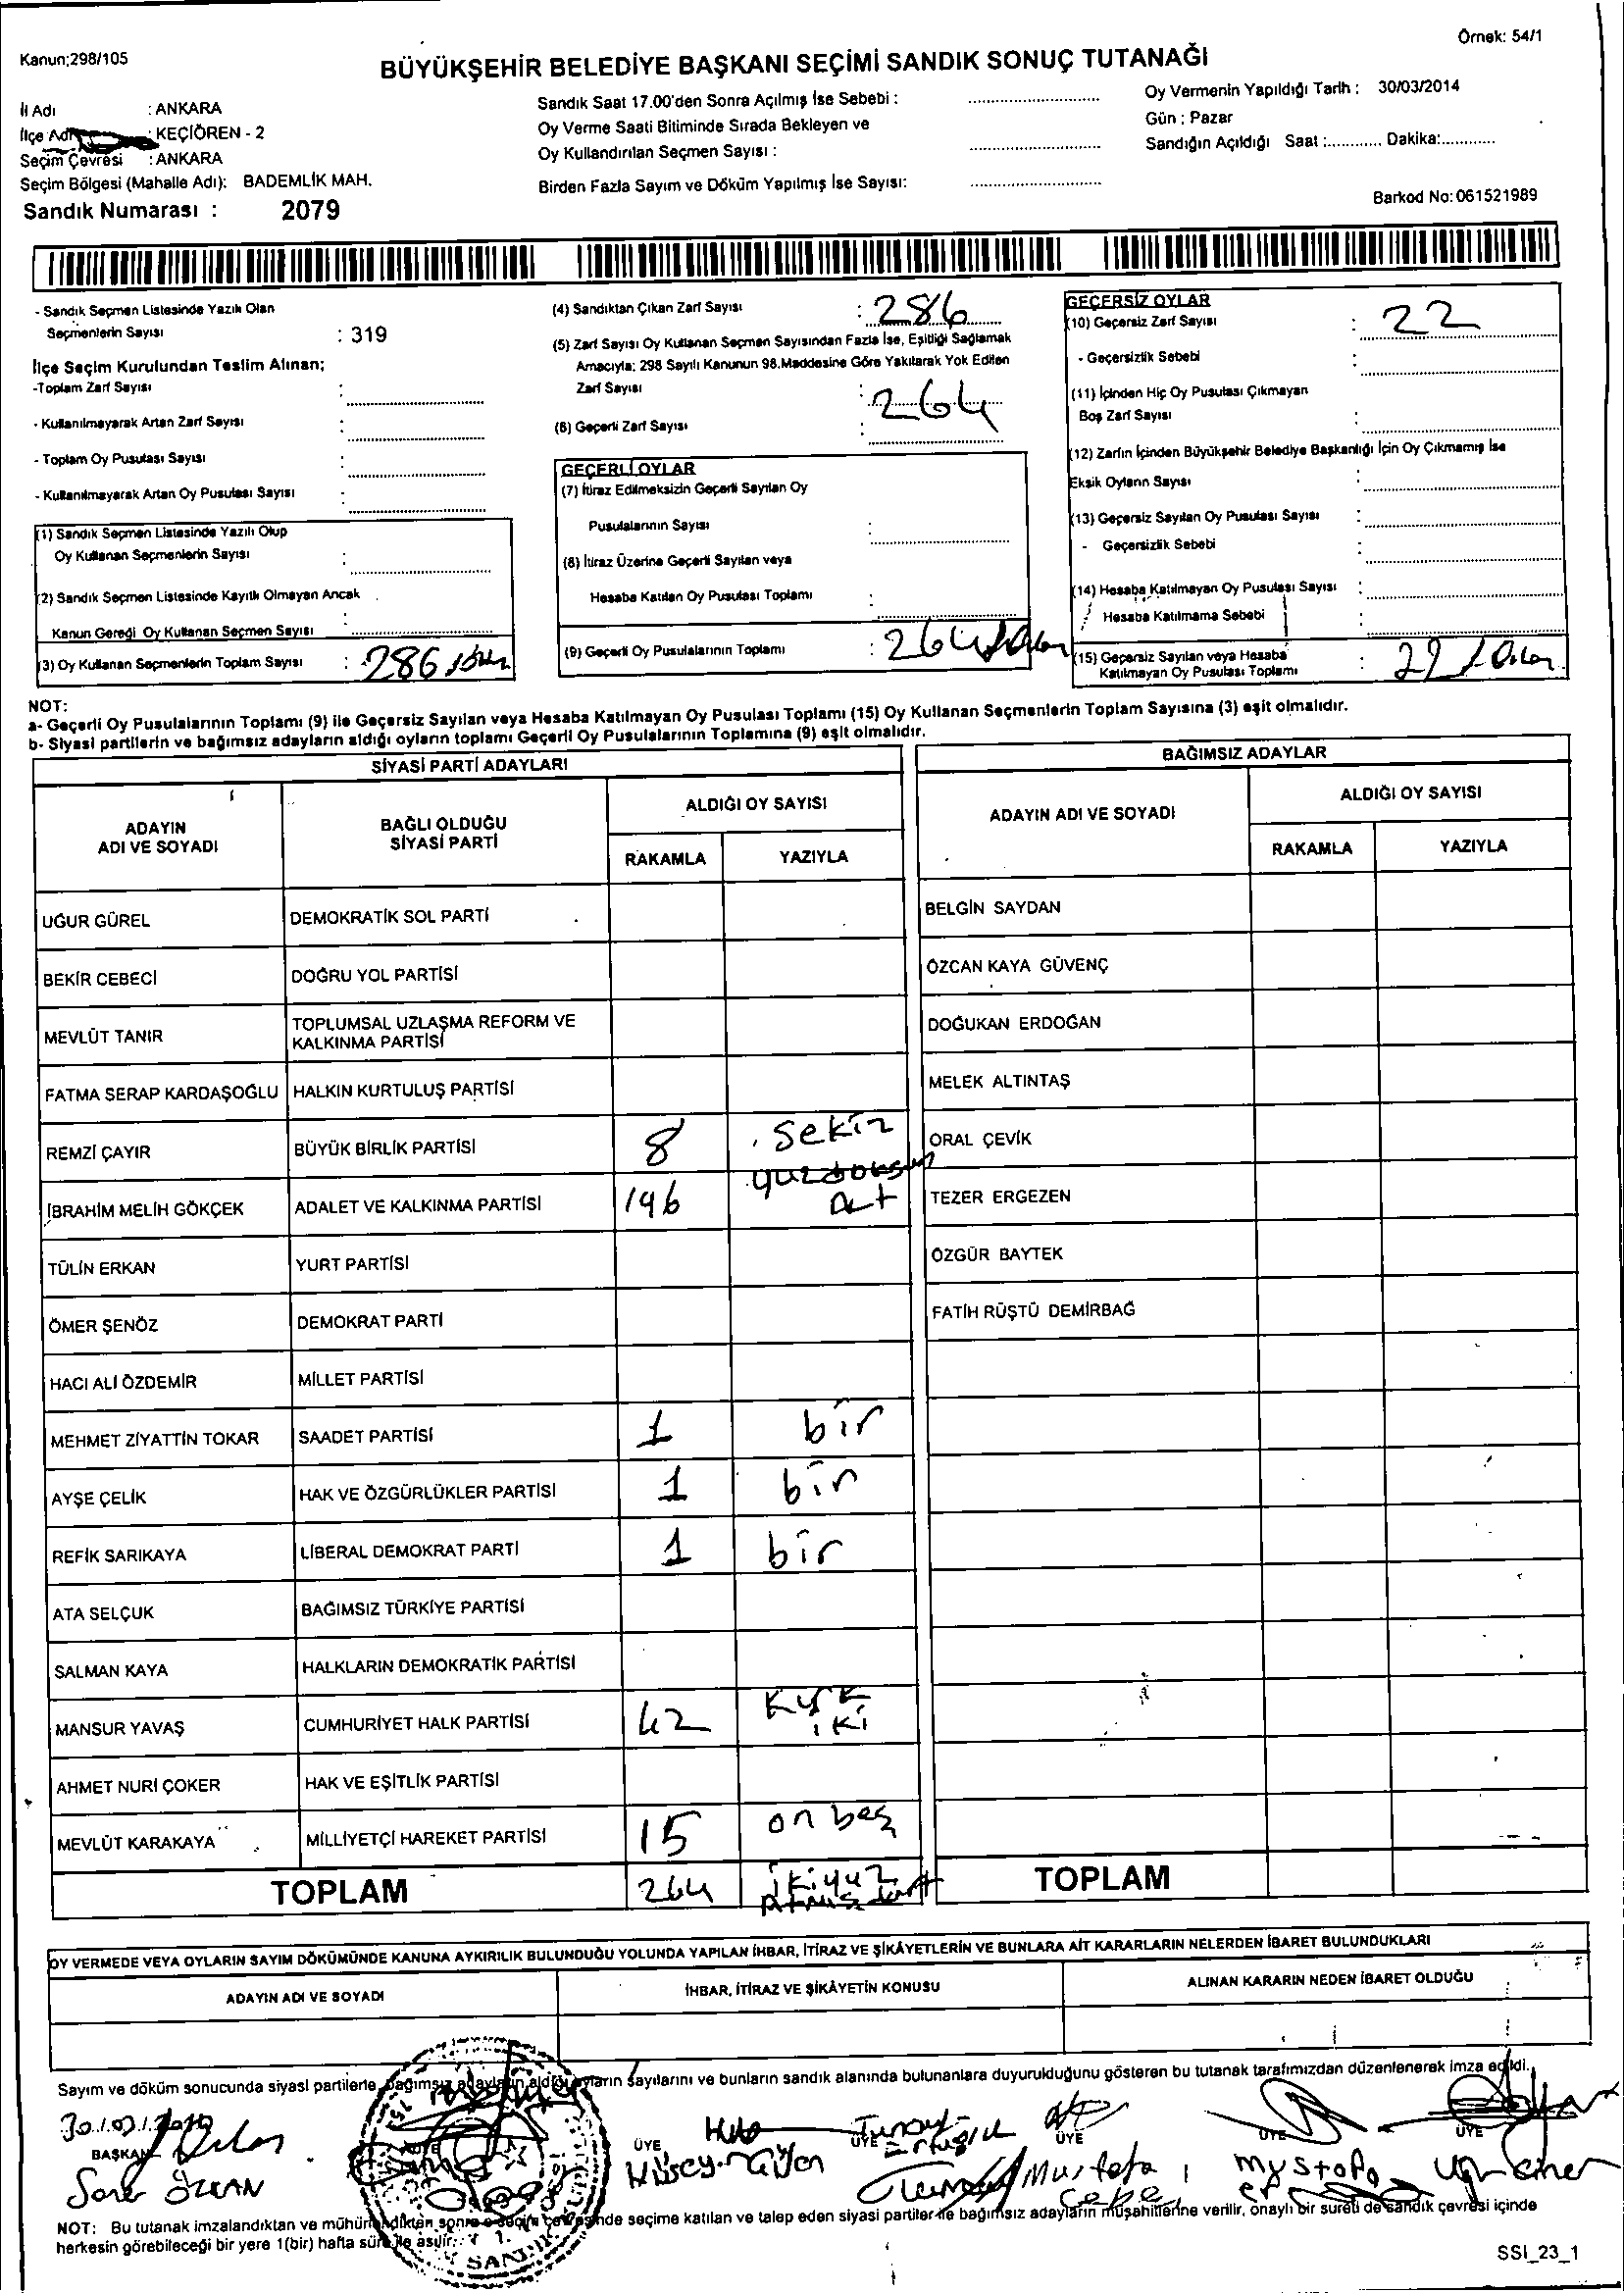 Kanun;298/105
Örnek: 54/1
BÜYÜKŞEHİR BELEDİYE BAŞKANI SEÇİMİ SANDIK SONUÇ TUTANAĞI
İl Adı : ANKARA
İlçe Adı : KEÇİÖREN - 2
Seçim Çevresi : ANKARA
Seçim Bölgesi (Mahalle Adı): BADEMLİK MAH.
Sandık Numarası : 2079
Sandık Saat 17.00'den Sonra Açılmış İse Sebebi :
Oy Verme Saati Bitiminde Sırada Bekleyen ve
Oy Kullandırılan Seçmen Sayısı :
Birden Fazla Sayım ve Döküm Yapılmış İse Sayısı:
Oy Vermenin Yapıldığı Tarih : 30/03/2014
Gün : Pazar
Sandığın Açıldığı Saat :............ Dakika:............
Barkod No: 061521989
- Sandık Seçmen Listesinde Yazılı Olan
Seçmenlerin Sayısı : 319
İlçe Seçim Kurulundan Teslim Alınan;
-Toplam Zarf Sayısı :
- Kullanılmayarak Artan Zarf Sayısı :
- Toplam Oy Pusulası Sayısı :
- Kullanılmayarak Artan Oy Pusulası Sayısı :
(1) Sandık Seçmen Listesinde Yazılı Olup
Oy Kullanan Seçmenlerin Sayısı :
(2) Sandık Seçmen Listesinde Kayıtlı Olmayan Ancak
Kanun Gereği Oy Kullanan Seçmen Sayısı :
(3) Oy Kullanan Seçmenlerin Toplam Sayısı : 286
(4) Sandıktan Çıkan Zarf Sayısı : 286
(5) Zarf Sayısı Oy Kullanan Seçmen Sayısından Fazla İse, Eşitliği Sağlamak
Amacıyla; 298 Sayılı Kanunun 98.Maddesine Göre Yakılarak Yok Edilen
Zarf Sayısı : 264
(6) Geçerli Zarf Sayısı :
GEÇERLİ OYLAR
(7) İtiraz Edilmeksizin Geçerli Sayılan Oy
Pusulalarının Sayısı :
(8) İtiraz Üzerine Geçerli Sayılan veya
Hesaba Katılan Oy Pusulası Toplamı :
(9) Geçerli Oy Pusulalarının Toplamı : 264
GEÇERSİZ OYLAR
(10) Geçersiz Zarf Sayısı : 22
- Geçersizlik Sebebi :
(11) İçinden Hiç Oy Pusulası Çıkmayan
Boş Zarf Sayısı :
(12) Zarfın İçinden Büyükşehir Belediye Başkanlığı İçin Oy Çıkmamış İse
Eksik Oyların Sayısı :
(13) Geçersiz Sayılan Oy Pusulası Sayısı :
- Geçersizlik Sebebi :
(14) Hesaba Katılmayan Oy Pusulası Sayısı :
Hesaba Katılmama Sebebi :
(15) Geçersiz Sayılan veya Hesaba
Katılmayan Oy Pusulası Toplamı : 22
NOT:
a- Geçerli Oy Pusulalarının Toplamı (9) ile Geçersiz Sayılan veya Hesaba Katılmayan Oy Pusulası Toplamı (15) Oy Kullanan Seçmenlerin Toplam Sayısına (3) eşit olmalıdır.
b- Siyasi partilerin ve bağımsız adayların aldığı oyların toplamı Geçerli Oy Pusulalarının Toplamına (9) eşit olmalıdır.
SİYASİ PARTİ ADAYLARI
ADAYIN
ADI VE SOYADI
BAĞLI OLDUĞU
SİYASİ PARTİ
ALDIĞI OY SAYISI
RAKAMLA YAZIYLA
UĞUR GÜREL DEMOKRATİK SOL PARTİ
BEKİR CEBECİ DOĞRU YOL PARTİSİ
MEVLÜT TANIR TOPLUMSAL UZLAŞMA REFORM VE
KALKINMA PARTİSİ
FATMA SERAP KARDAŞOĞLU HALKIN KURTULUŞ PARTİSİ
REMZİ ÇAYIR BÜYÜK BİRLİK PARTİSİ 8 sekiz
İBRAHİM MELİH GÖKÇEK ADALET VE KALKINMA PARTİSİ 196 yüzdoksan
altı
TÜLİN ERKAN YURT PARTİSİ
ÖMER ŞENÖZ DEMOKRAT PARTİ
HACI ALİ ÖZDEMİR MİLLET PARTİSİ
MEHMET ZİYATTİN TOKAR SAADET PARTİSİ 1 bir
AYŞE ÇELİK HAK VE ÖZGÜRLÜKLER PARTİSİ 1 bir
REFİK SARIKAYA LİBERAL DEMOKRAT PARTİ 1 bir
ATA SELÇUK BAĞIMSIZ TÜRKİYE PARTİSİ
SALMAN KAYA HALKLARIN DEMOKRATİK PARTİSİ
MANSUR YAVAŞ CUMHURİYET HALK PARTİSİ 42 kırk
iki
AHMET NURİ ÇOKER HAK VE EŞİTLİK PARTİSİ
MEVLÜT KARAKAYA MİLLİYETÇİ HAREKET PARTİSİ 15 on beş
TOPLAM 264 ikiyüz
atmış dört
BAĞIMSIZ ADAYLAR
ADAYIN ADI VE SOYADI
ALDIĞI OY SAYISI
RAKAMLA YAZIYLA
BELGİN SAYDAN
ÖZCAN KAYA GÜVENÇ
DOĞUKAN ERDOĞAN
MELEK ALTINTAŞ
ORAL ÇEVİK
TEZER ERGEZEN
ÖZGÜR BAYTEK
FATİH RÜŞTÜ DEMİRBAĞ
TOPLAM
OY VERMEDE VEYA OYLARIN SAYIM DÖKÜMÜNDE KANUNA AYKIRILIK BULUNDUĞU YOLUNDA YAPILAN İHBAR, İTİRAZ VE ŞİKÂYETLERİN VE BUNLARA AİT KARARLARIN NELERDEN İBARET BULUNDUKLARI
ADAYIN ADI VE SOYADI
İHBAR, İTİRAZ VE ŞİKÂYETİN KONUSU
ALINAN KARARIN NEDEN İBARET OLDUĞU
Sayım ve döküm sonucunda siyasi partilerle bağımsız adayların aldığı oyların sayılarını ve bunların sandık alanında bulunanlara duyurulduğunu gösteren bu tutanak tarafımızdan düzenlenerek imza edildi.
BAŞKAN
ÜYE ÜYE ÜYE ÜYE ÜYE
ÖZCAN
Mustafa
Mustafa
NOT: Bu tutanak imzalandıktan ve mühürlendikten sonra o seçim çevresinde seçime katılan ve talep eden siyasi partiler ile bağımsız adayların müşahitlerine verilir, onaylı bir sureti de sandık çevresi içinde
herkesin görebileceği bir yere 1(bir) hafta süre ile asılır.
SSI_23_1